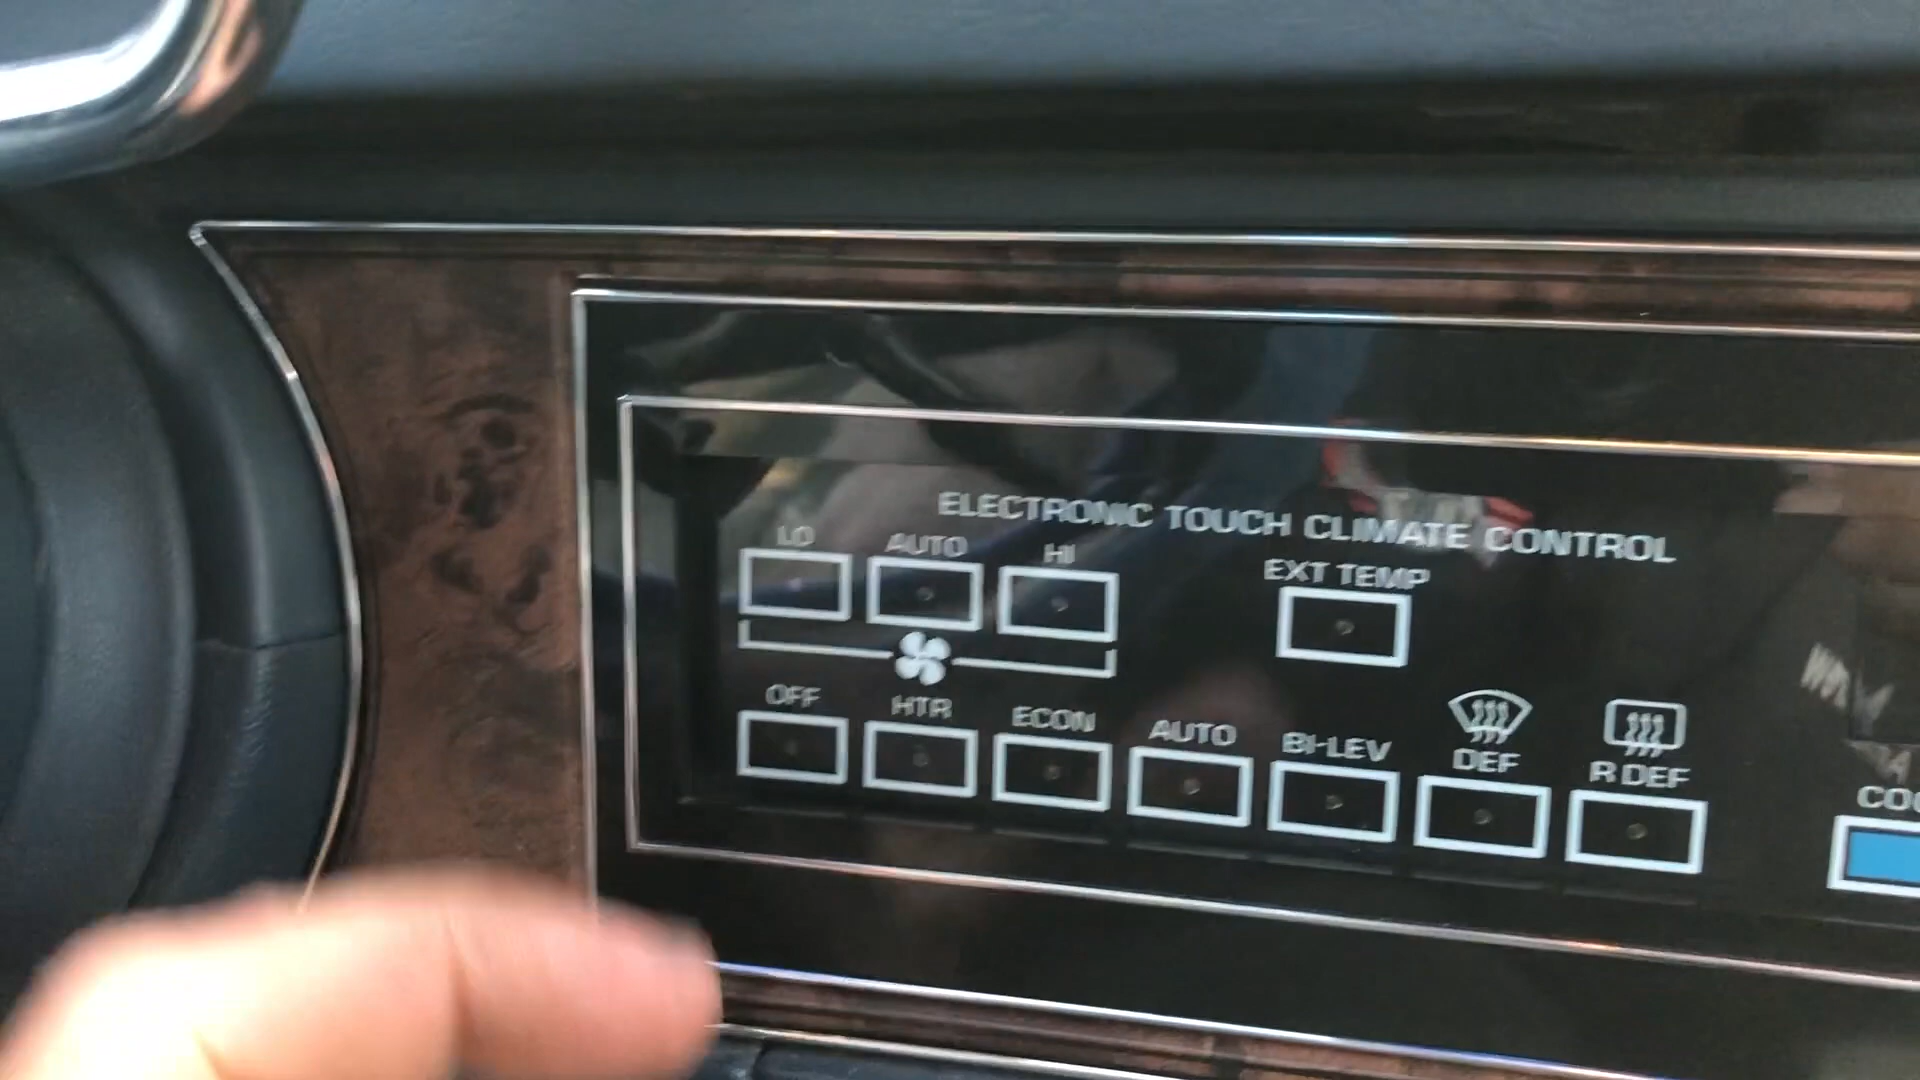 ELECTRONIC TOUCH CLIMATE CONTROL
LO AUTO HI EXT TEMP
OFF HTR ECON AUTO BI-LEV DEF R DEF